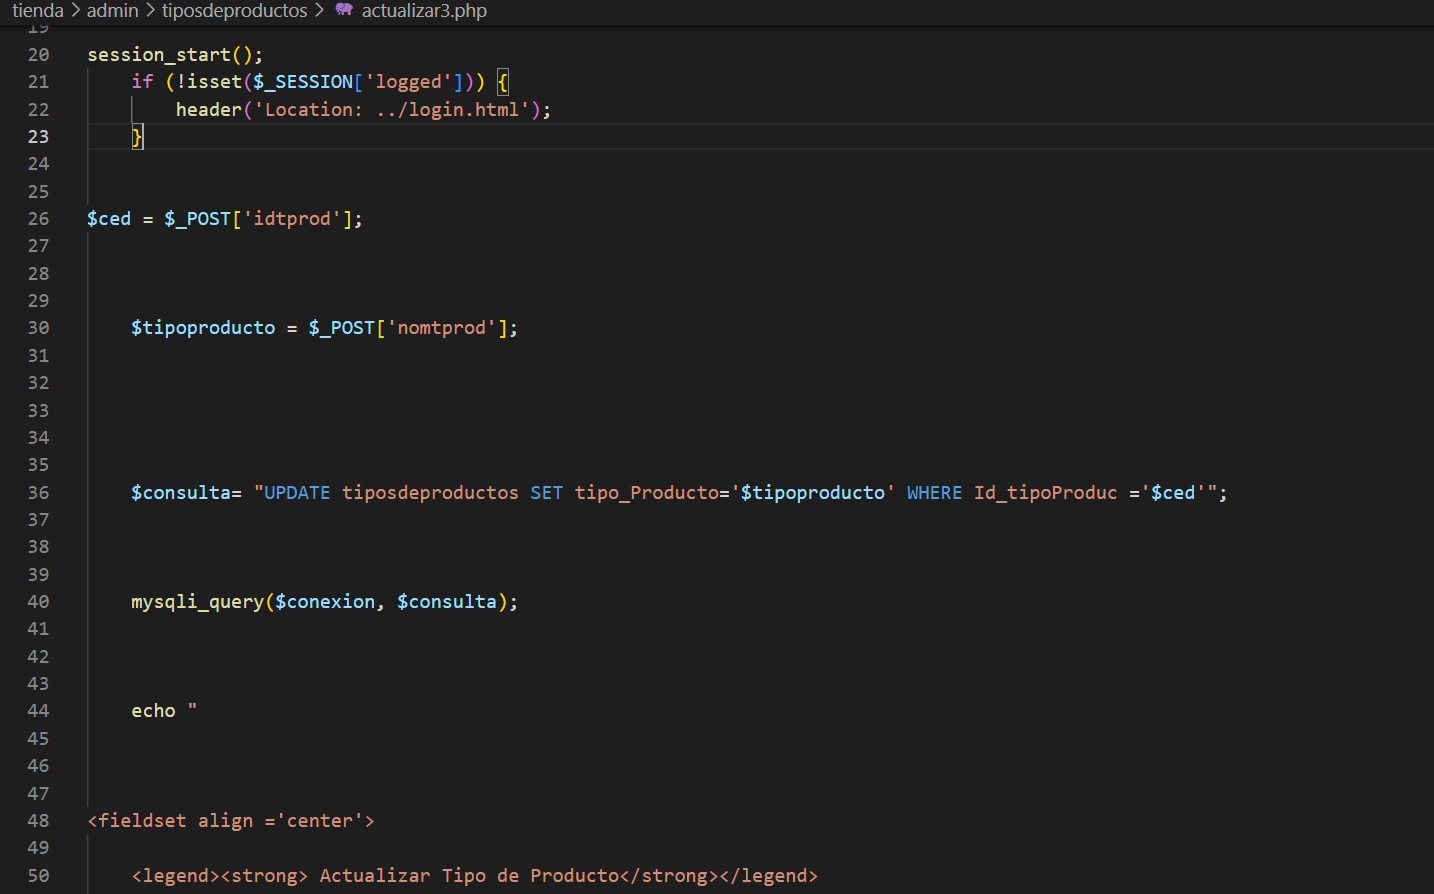 tienda > admin > tiposdeproductos > actualizar3.php
19
20 session_start();
21 if (!isset($_SESSION['logged'])) {
22 header('Location: ../login.html');
23 }
24
25
26 $ced = $_POST['idtprod'];
27
28
29
30 $tipoproducto = $_POST['nomtprod'];
31
32
33
34
35
36 $consulta= "UPDATE tiposdeproductos SET tipo_Producto='$tipoproducto' WHERE Id_tipoProduc ='$ced'";
37
38
39
40 mysqli_query($conexion, $consulta);
41
42
43
44 echo "
45
46
47
48 <fieldset align ='center'>
49
50 <legend><strong> Actualizar Tipo de Producto</strong></legend>